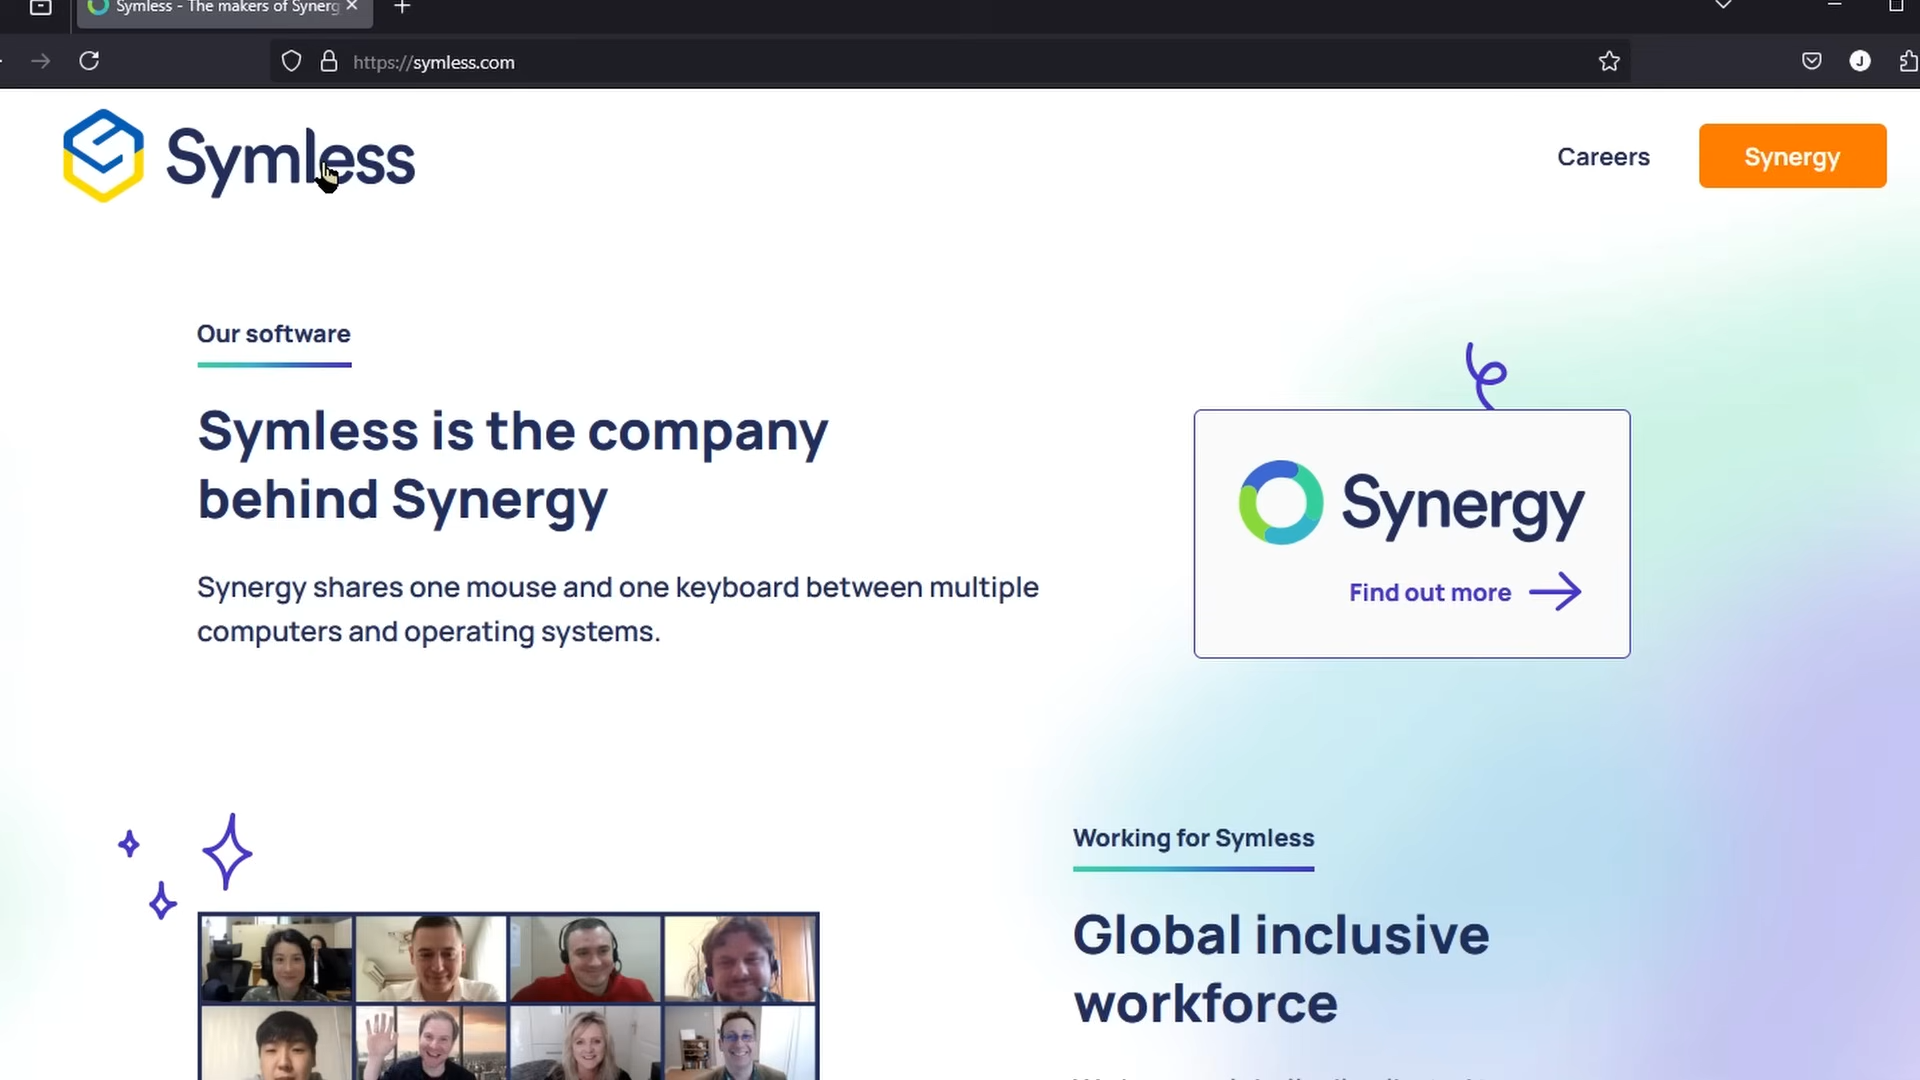 Symless - The makers of Synerg
https://symless.com
J
Symless
Careers
Synergy
Our software
Symless is the company
behind Synergy
Synergy shares one mouse and one keyboard between multiple
computers and operating systems.
Synergy
Find out more
Working for Symless
Global inclusive
workforce